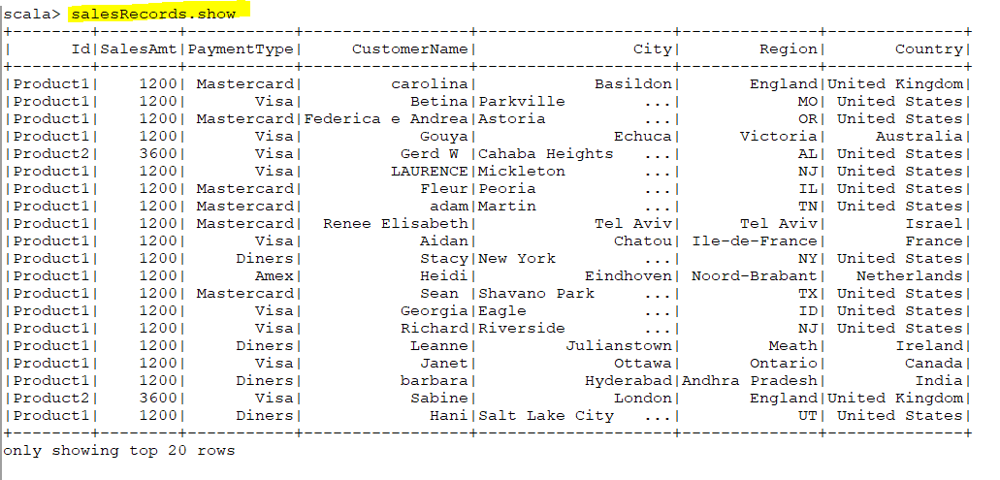 scala> salesRecords.show
+--------+--------+-----------+------------------+--------------------+--------------+--------------+
|      Id|SalesAmt|PaymentType|      CustomerName|                City|        Region|       Country|
+--------+--------+-----------+------------------+--------------------+--------------+--------------+
|Product1|    1200| Mastercard|          carolina|            Basildon|       England|United Kingdom|
|Product1|    1200|       Visa|            Betina|Parkville        ...|            MO| United States|
|Product1|    1200| Mastercard|Federica e Andrea|Astoria          ...|            OR| United States|
|Product1|    1200|       Visa|             Gouya|              Echuca|      Victoria|     Australia|
|Product2|    3600|       Visa|           Gerd W |Cahaba Heights   ...|            AL| United States|
|Product1|    1200|       Visa|          LAURENCE|Mickleton        ...|            NJ| United States|
|Product1|    1200| Mastercard|             Fleur|Peoria           ...|            IL| United States|
|Product1|    1200| Mastercard|              adam|Martin           ...|            TN| United States|
|Product1|    1200| Mastercard|   Renee Elisabeth|            Tel Aviv|      Tel Aviv|        Israel|
|Product1|    1200|       Visa|             Aidan|              Chatou| Ile-de-France|        France|
|Product1|    1200|     Diners|             Stacy|New York         ...|            NY| United States|
|Product1|    1200|       Amex|             Heidi|           Eindhoven| Noord-Brabant|   Netherlands|
|Product1|    1200| Mastercard|             Sean |Shavano Park     ...|            TX| United States|
|Product1|    1200|       Visa|           Georgia|Eagle            ...|            ID| United States|
|Product1|    1200|       Visa|           Richard|Riverside        ...|            NJ| United States|
|Product1|    1200|     Diners|            Leanne|         Julianstown|         Meath|       Ireland|
|Product1|    1200|       Visa|             Janet|              Ottawa|       Ontario|        Canada|
|Product1|    1200|     Diners|           barbara|           Hyderabad|Andhra Pradesh|         India|
|Product2|    3600|       Visa|            Sabine|              London|       England|United Kingdom|
|Product1|    1200|     Diners|              Hani|Salt Lake City   ...|            UT| United States|
+--------+--------+-----------+------------------+--------------------+--------------+--------------+
only showing top 20 rows